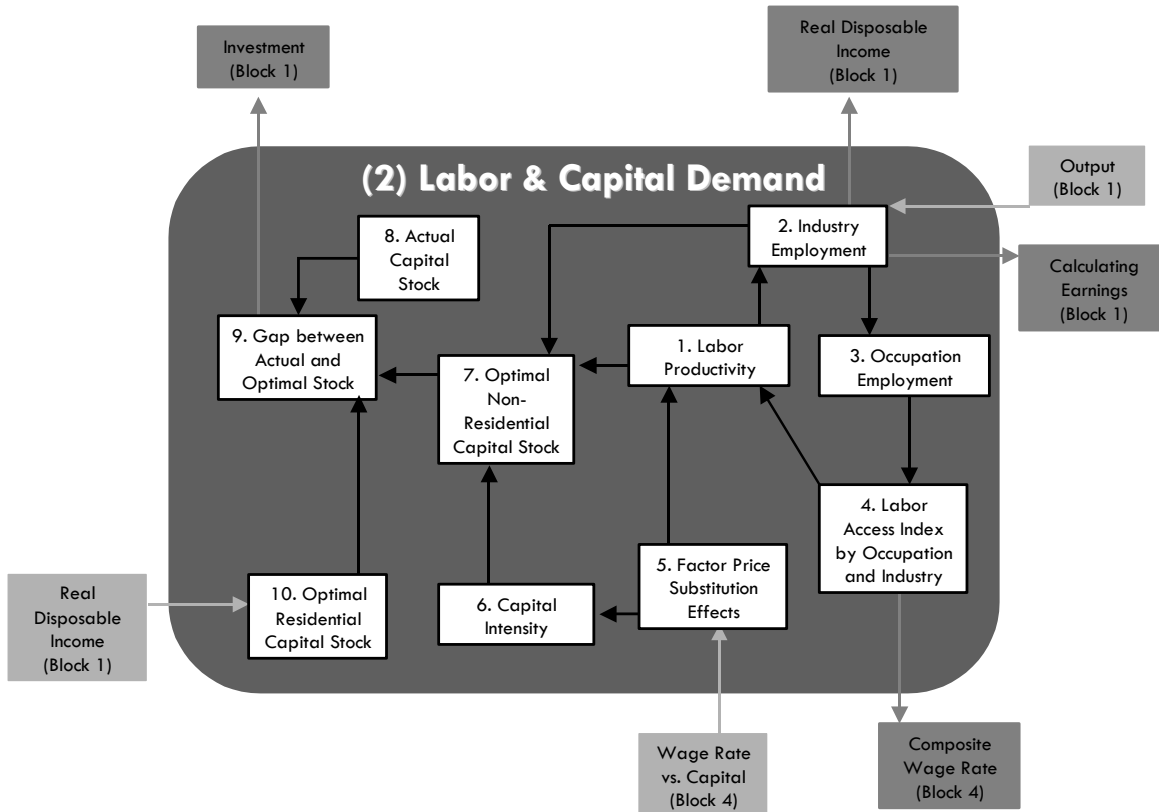 Investment
(Block 1)
Real Disposable
Income
(Block 1)
Output
(Block 1)
(2) Labor & Capital Demand
8. Actual
Capital
Stock
2. Industry
Employment
Calculating
Earnings
(Block 1)
9. Gap between
Actual and
Optimal Stock
7. Optimal
Non-
Residential
Capital Stock
1. Labor
Productivity
3. Occupation
Employment
4. Labor
Access Index
by Occupation
and Industry
Real
Disposable
Income
(Block 1)
10. Optimal
Residential
Capital Stock
6. Capital
Intensity
5. Factor Price
Substitution
Effects
Wage Rate
vs. Capital
(Block 4)
Composite
Wage Rate
(Block 4)